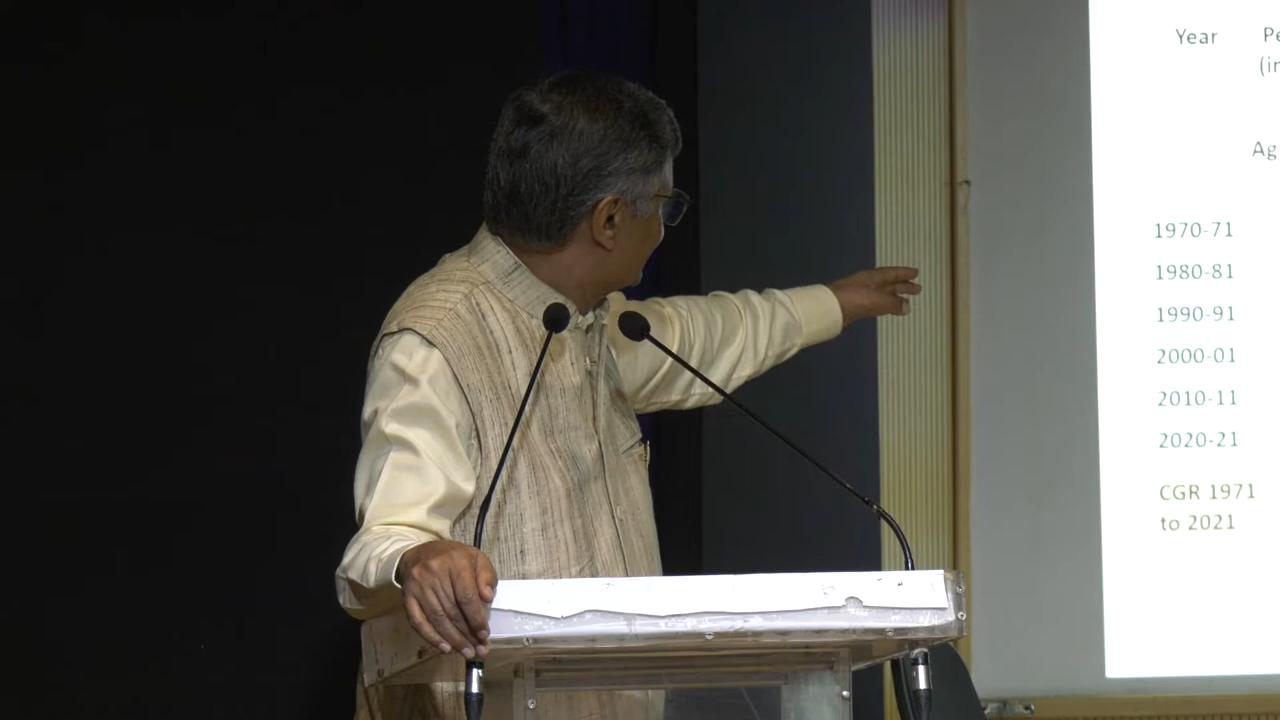 Year Pe
(in
Ag
1970-71
1980-81
1990-91
2000-01
2010-11
2020-21
CGR 1971
to 2021